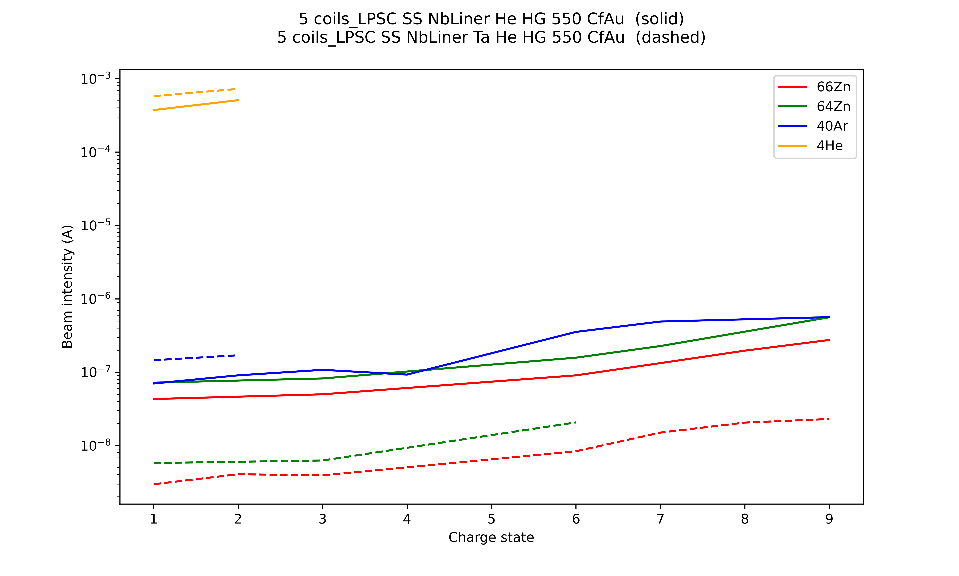 5 coils_LPSC SS NbLiner He HG 550 CfAu (solid)
5 coils_LPSC SS NbLiner Ta He HG 550 CfAu (dashed)
10⁻³
10⁻⁴
10⁻⁵
10⁻⁶
10⁻⁷
10⁻⁸
Beam intensity (A)
66Zn
64Zn
40Ar
4He
1 2 3 4 5 6 7 8 9
Charge state